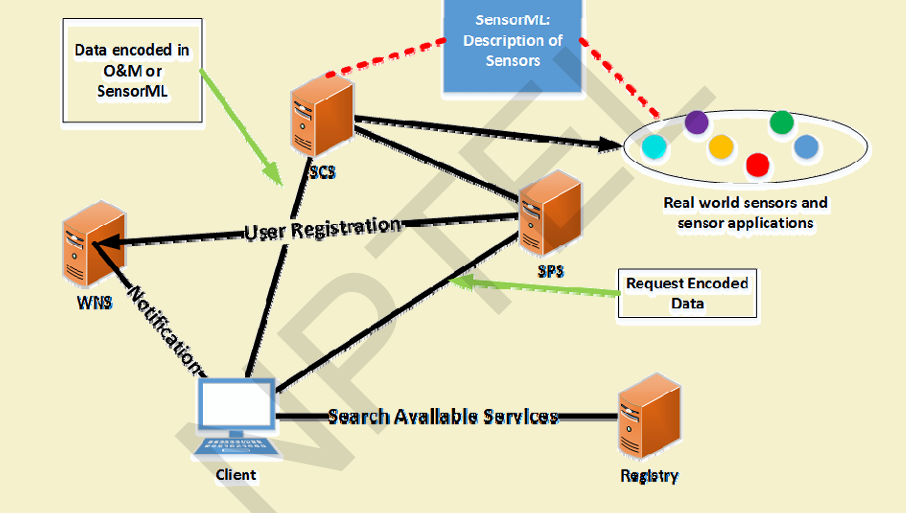 SensorML:
Description of
Sensors
Data encoded in
O&M or
SensorML
SCS
Real world sensors and
sensor applications
User Registration
SPS
WNS
Request Encoded
Data
Notification
Search Available Services
Client
Registry
NPTEL